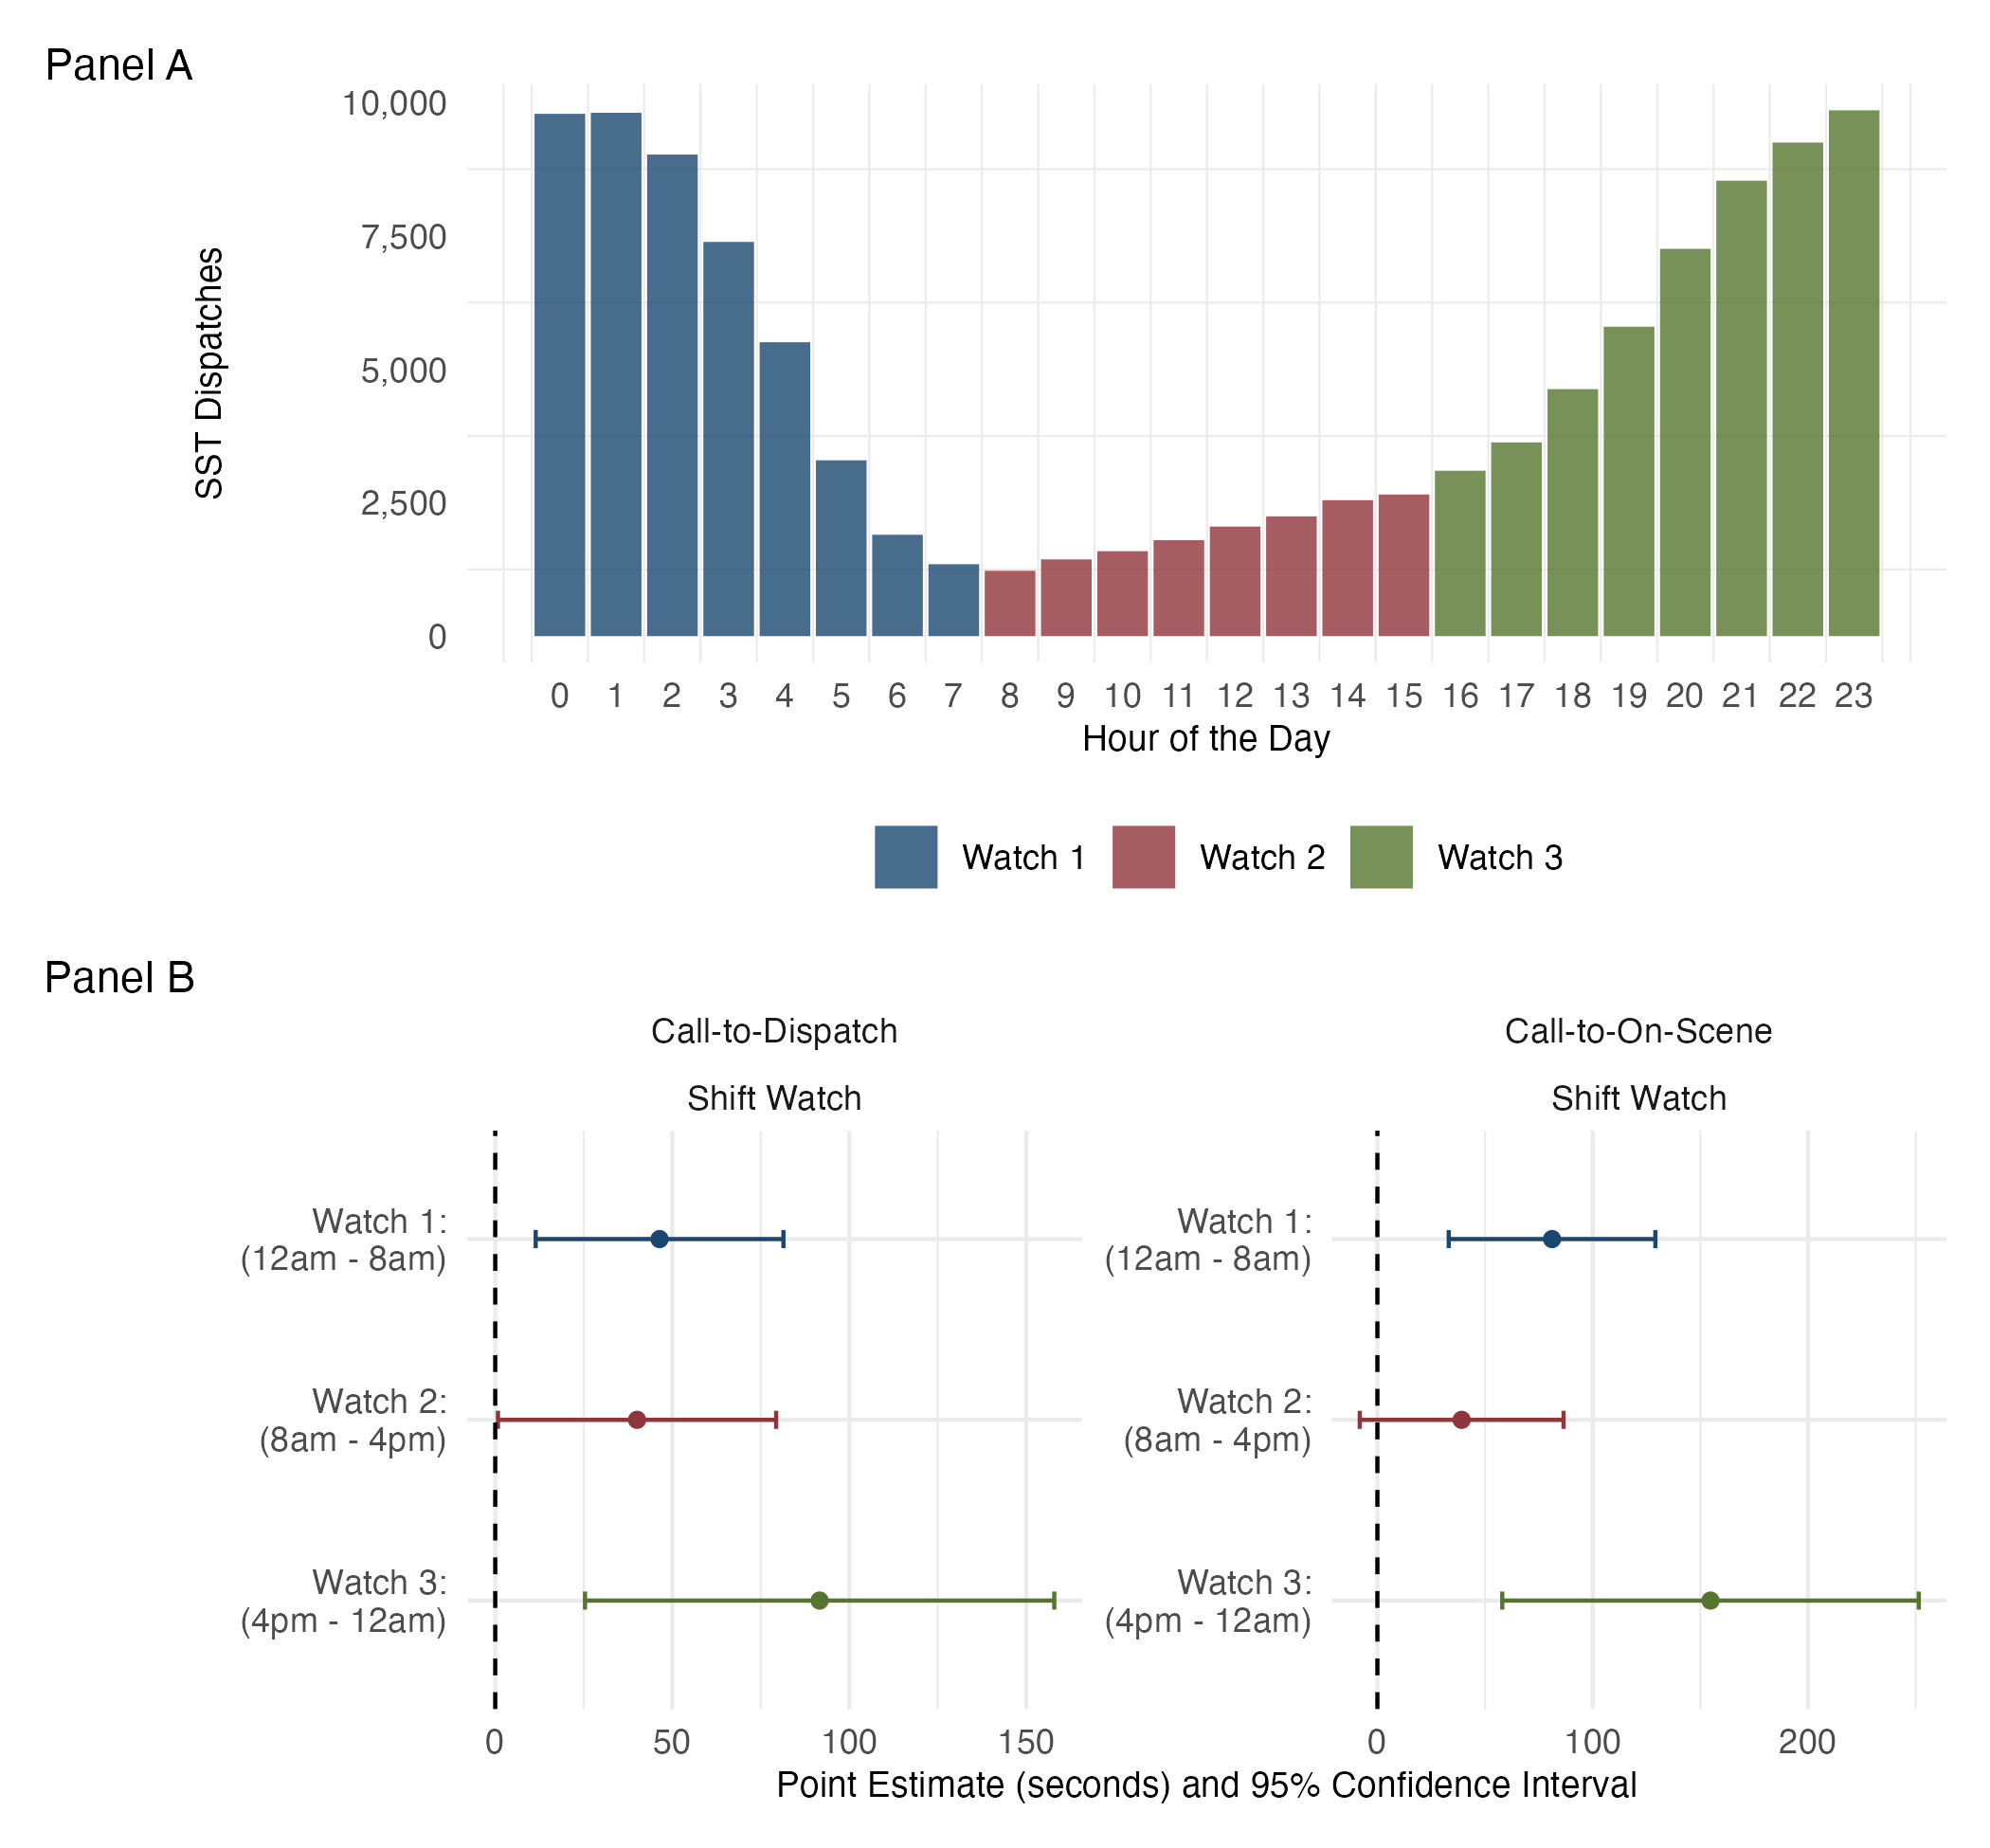 Panel A
10,000
7,500
5,000
2,500
0
SST Dispatches
0 1 2 3 4 5 6 7 8 9 10 11 12 13 14 15 16 17 18 19 20 21 22 23
Hour of the Day
Watch 1 Watch 2 Watch 3
Panel B
Call-to-Dispatch
Shift Watch
Watch 1:
(12am - 8am)
Watch 2:
(8am - 4pm)
Watch 3:
(4pm - 12am)
0 50 100 150
Call-to-On-Scene
Shift Watch
Watch 1:
(12am - 8am)
Watch 2:
(8am - 4pm)
Watch 3:
(4pm - 12am)
0 100 200
Point Estimate (seconds) and 95% Confidence Interval